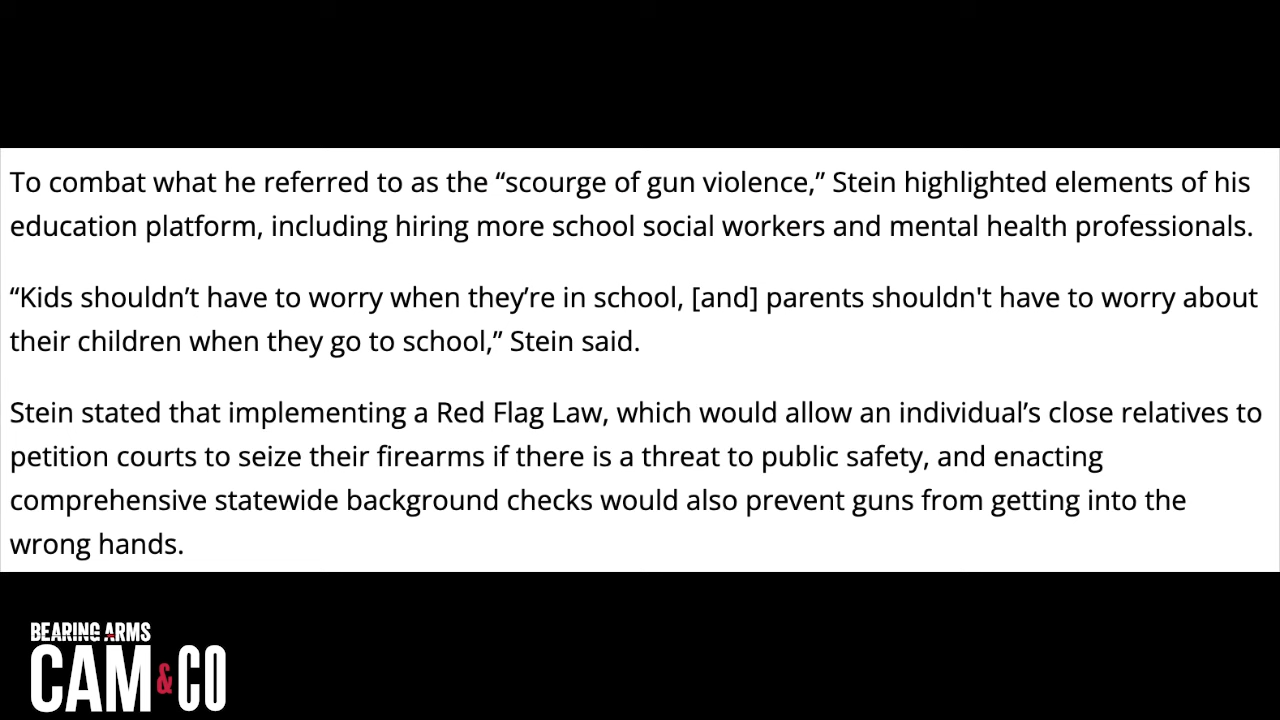 To combat what he referred to as the “scourge of gun violence,” Stein highlighted elements of his
education platform, including hiring more school social workers and mental health professionals.
“Kids shouldn’t have to worry when they’re in school, [and] parents shouldn't have to worry about
their children when they go to school,” Stein said.
Stein stated that implementing a Red Flag Law, which would allow an individual’s close relatives to
petition courts to seize their firearms if there is a threat to public safety, and enacting
comprehensive statewide background checks would also prevent guns from getting into the
wrong hands.
BEARING ARMS
CAM & CO